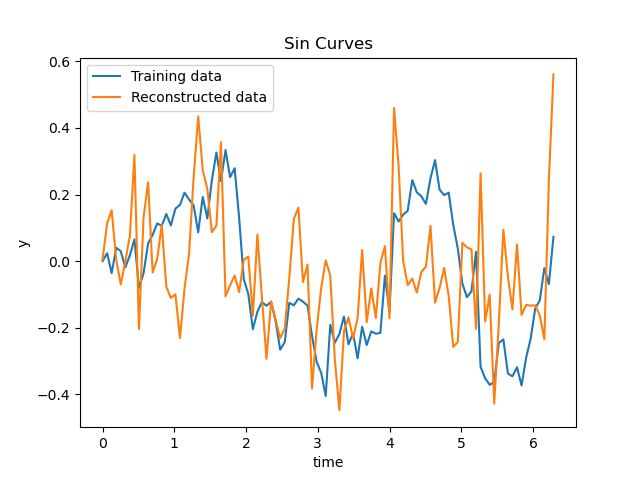 Sin Curves
Training data
Reconstructed data
0.6
0.4
0.2
0.0
−0.2
−0.4
y
0 1 2 3 4 5 6
time